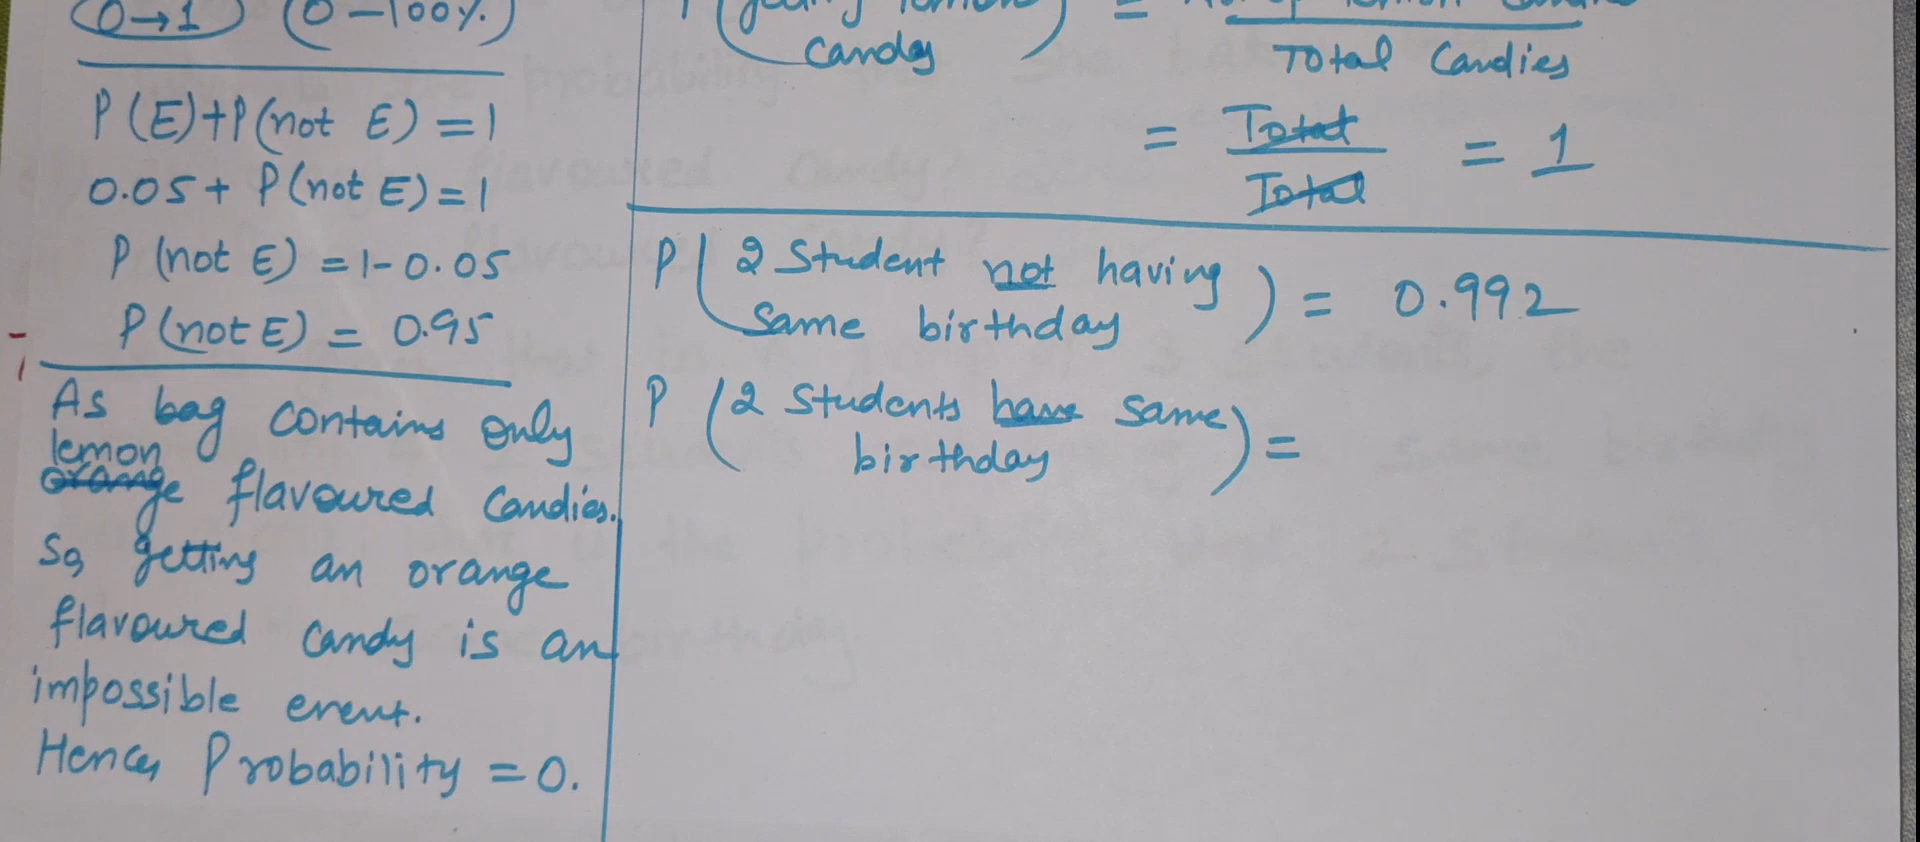 0→1 (0-100%)
P(E)+P(not E) = 1
0.05 + P(not E) = 1
P(not E) = 1-0.05
P(not E) = 0.95
As bag contains only
lemon
orange flavoured Candies.
So, getting an orange
flavoured candy is an
impossible event.
Hence, Probability = 0.
Candy
Total Candies
= Total / Total = 1
P(2 Student not having
same birthday) = 0.992
P(2 Students have same
birthday) =